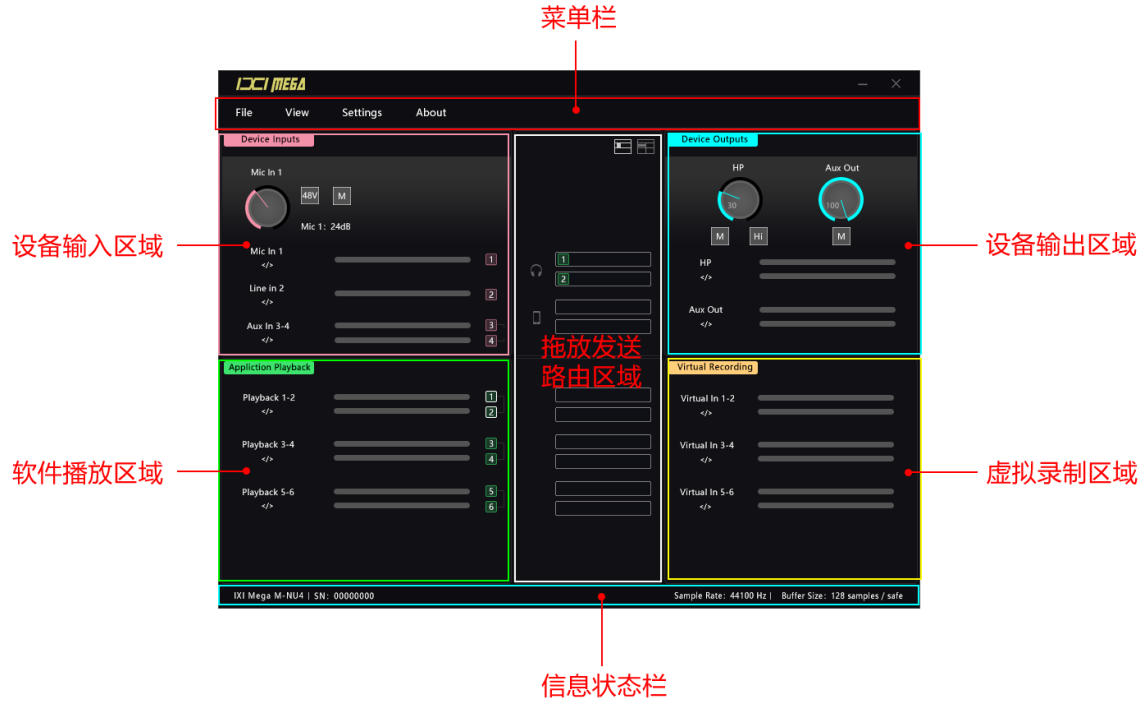 菜单栏
IXI MEGA
File View Settings About
Device Inputs
Mic In 1
48V M
Mic 1: 24dB
Mic In 1
</> 1
Line in 2
</> 2
Aux In 3-4 3
</> 4
设备输入区域
Appliction Playback
Playback 1-2 1
</> 2
Playback 3-4 3
</> 4
Playback 5-6 5
</> 6
软件播放区域
1
2
拖放发送
路由区域
Device Outputs
HP Aux Out
30 100
M Hi M
HP
</>
Aux Out
</>
设备输出区域
Virtual Recording
Virtual In 1-2
</>
Virtual In 3-4
</>
Virtual In 5-6
</>
虚拟录制区域
IXI Mega M-NU4 | SN: 00000000
Sample Rate: 44100 Hz | Buffer Size: 128 samples / safe
信息状态栏